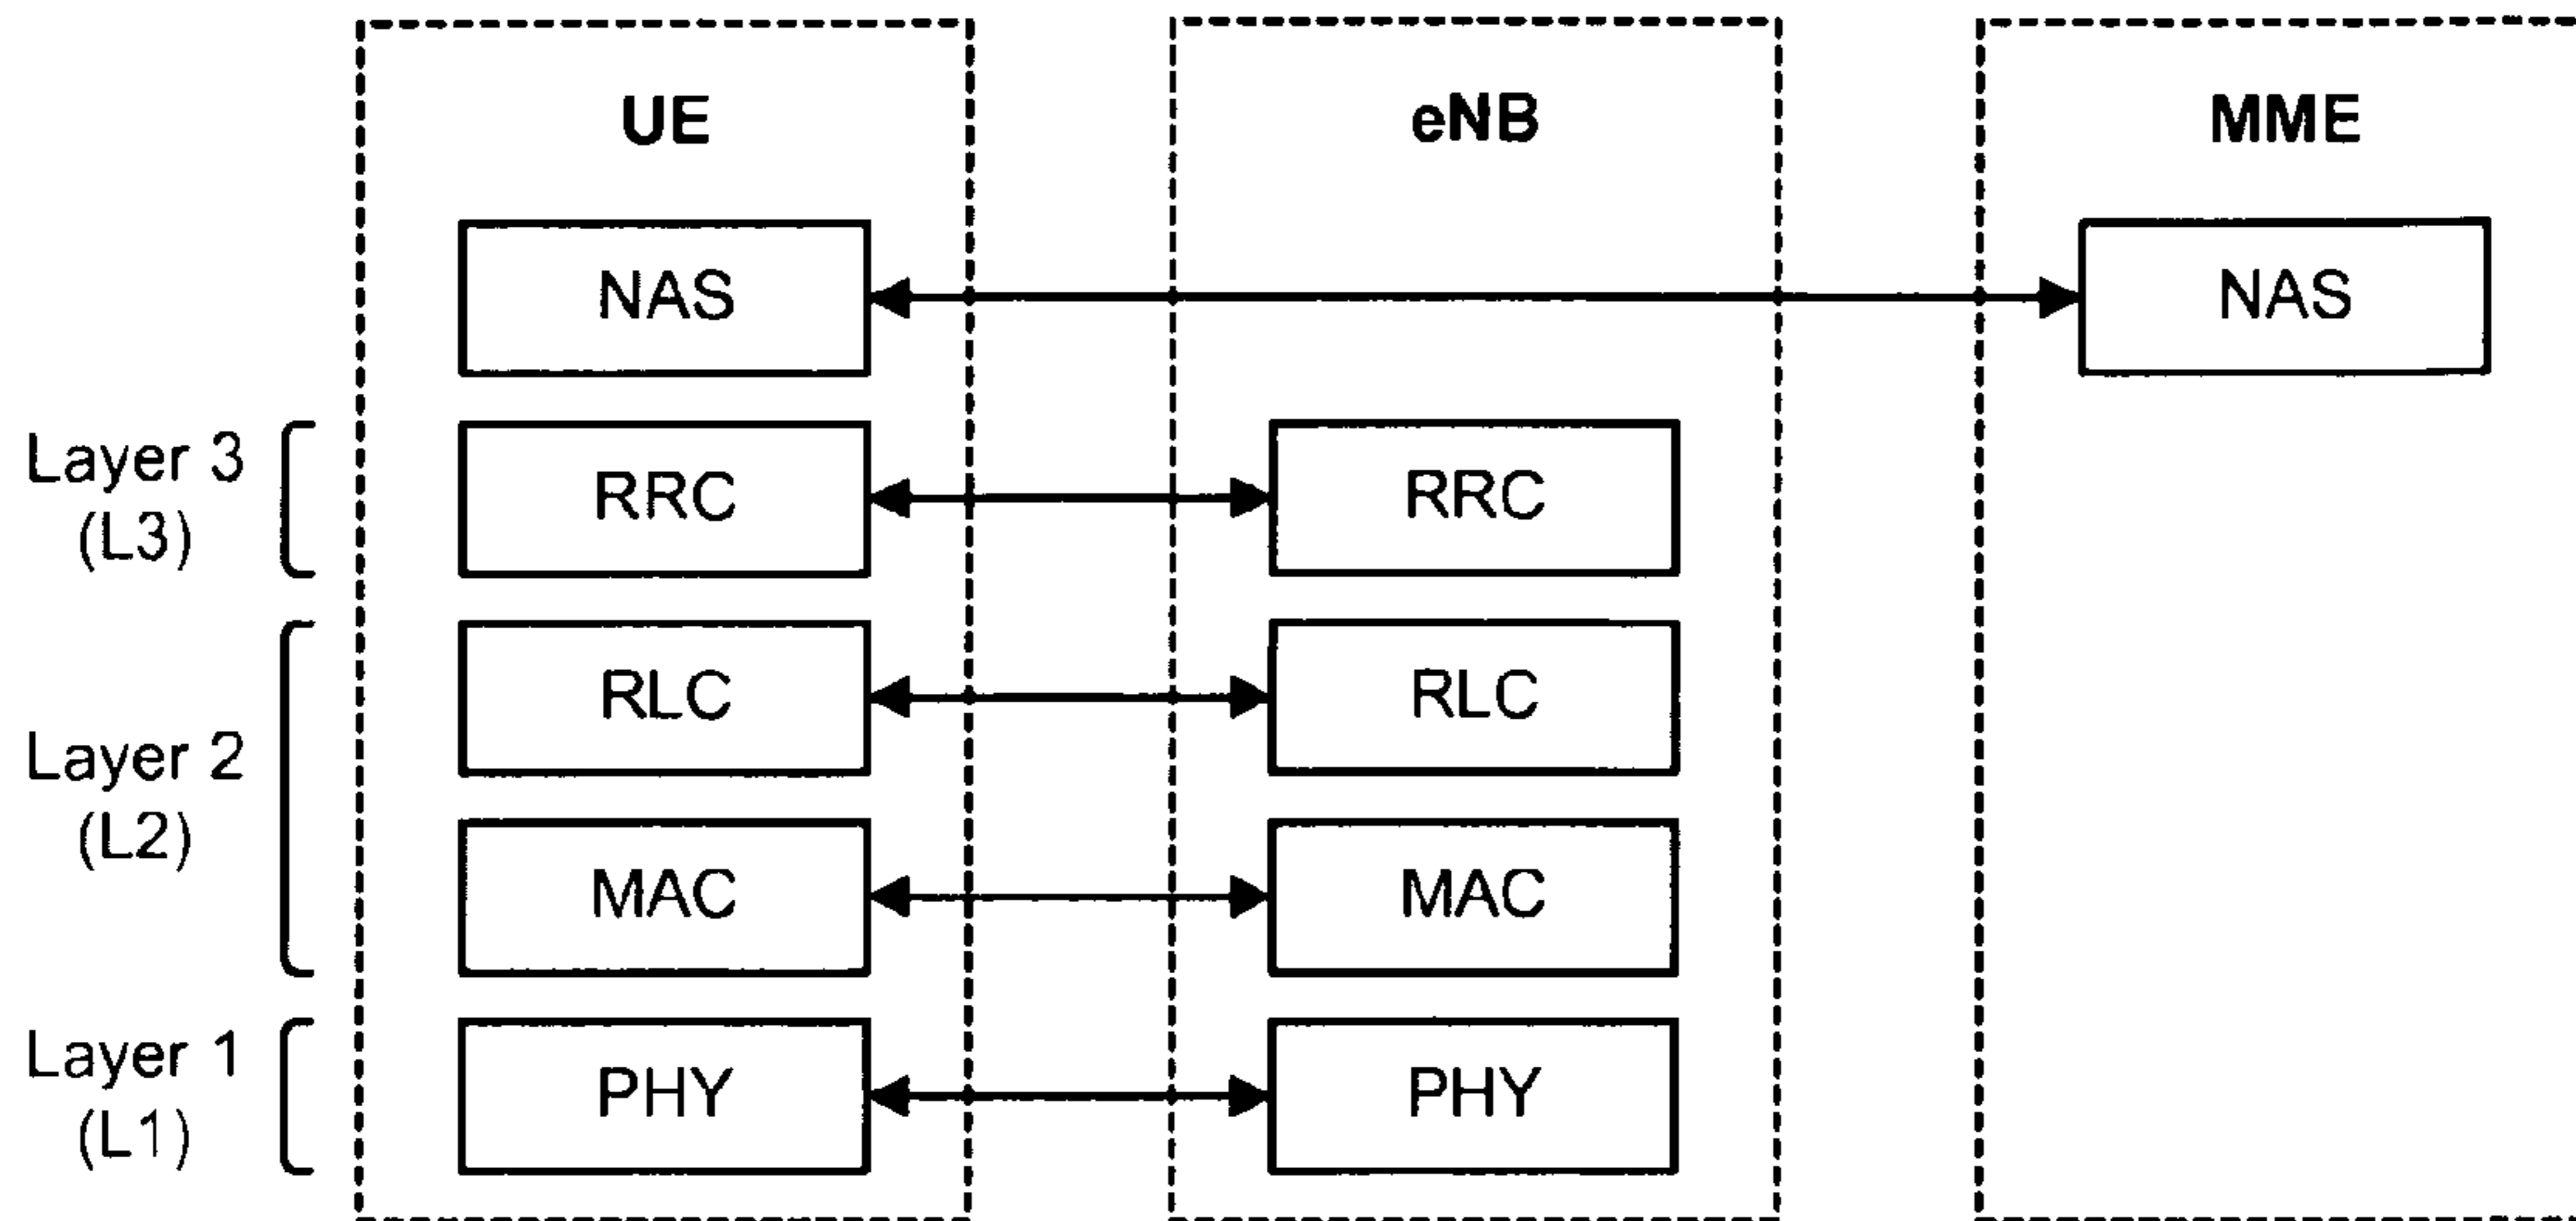 UE
eNB
MME
NAS
NAS
Layer 3
(L3)
RRC
RRC
Layer 2
(L2)
RLC
RLC
MAC
MAC
Layer 1
(L1)
PHY
PHY